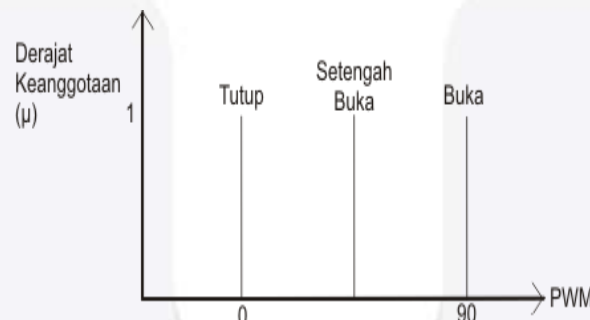 Derajat
Keanggotaan
(μ)
1
Tutup
Setengah
Buka
Buka
0
90
PWM